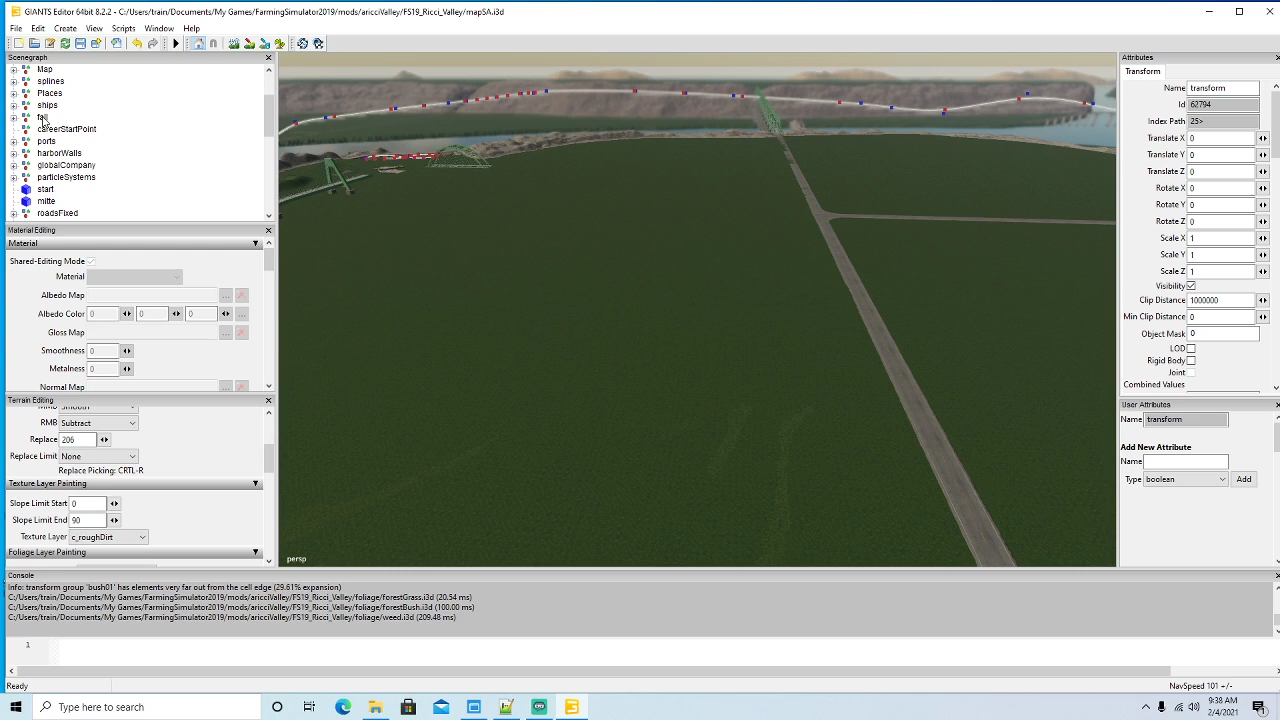 GIANTS Editor 64bit 8.2.2 - C:/Users/train/Documents/My Games/FarmingSimulator2019/mods/aricciValley/FS19_Ricci_Valley/mapSA.i3d
File Edit Create View Scripts Window Help
Scenegraph
Map
splines
Places
ships
careerStartPoint
ports
harborWalls
globalCompany
particleSystems
start
mitte
roadsFixed
Material Editing
Material
Shared-Editing Mode
Material
Albedo Map ...
Albedo Color 0 0 0 ...
Gloss Map ...
Smoothness 0
Metalness 0
Normal Map ...
Terrain Editing
MMB Smooth
RMB Subtract
Replace 206
Replace Limit None
Replace Picking: CRTL-R
Texture Layer Painting
Slope Limit Start 0
Slope Limit End 90
Texture Layer c_roughDirt
Foliage Layer Painting
persp
Attributes
Transform
Name transform
Id 62794
Index Path 25>
Translate X 0
Translate Y 0
Translate Z 0
Rotate X 0
Rotate Y 0
Rotate Z 0
Scale X 1
Scale Y 1
Scale Z 1
Visibility
Clip Distance 1000000
Min Clip Distance 0
Object Mask 0
LOD
Rigid Body
Joint
Combined Values
User Attributes
Name transform
Add New Attribute
Name
Type boolean Add
Console
Info: transform group 'bush01' has elements very far out from the cell edge (29.61% expansion)
C:/Users/train/Documents/My Games/FarmingSimulator2019/mods/aricciValley/FS19_Ricci_Valley/foliage/forestGrass.i3d (20.54 ms)
C:/Users/train/Documents/My Games/FarmingSimulator2019/mods/aricciValley/FS19_Ricci_Valley/foliage/forestBush.i3d (100.00 ms)
C:/Users/train/Documents/My Games/FarmingSimulator2019/mods/aricciValley/FS19_Ricci_Valley/foliage/weed.i3d (209.48 ms)
1
Ready
NavSpeed 101 +/-
Type here to search
9:38 AM
2/4/2021